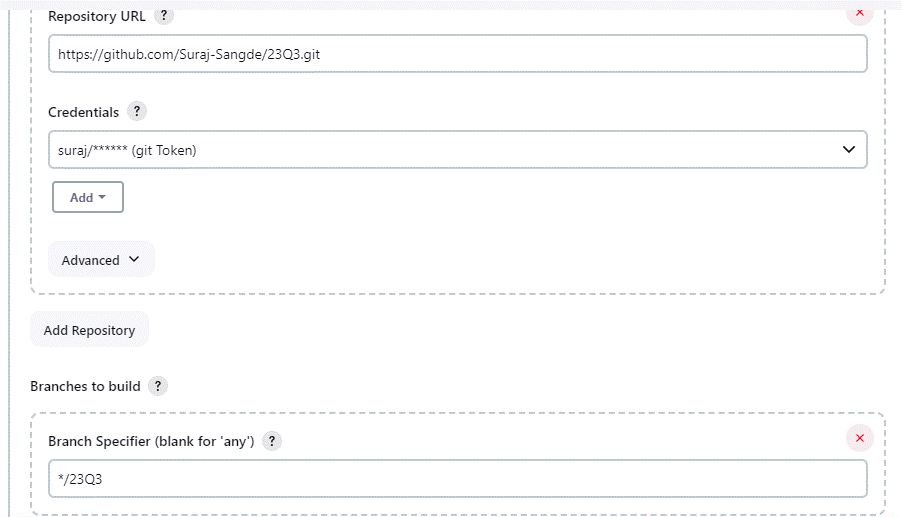 Repository URL ?
https://github.com/Suraj-Sangde/23Q3.git
Credentials ?
suraj/****** (git Token)
Add
Advanced
Add Repository
Branches to build ?
Branch Specifier (blank for 'any') ?
*/23Q3